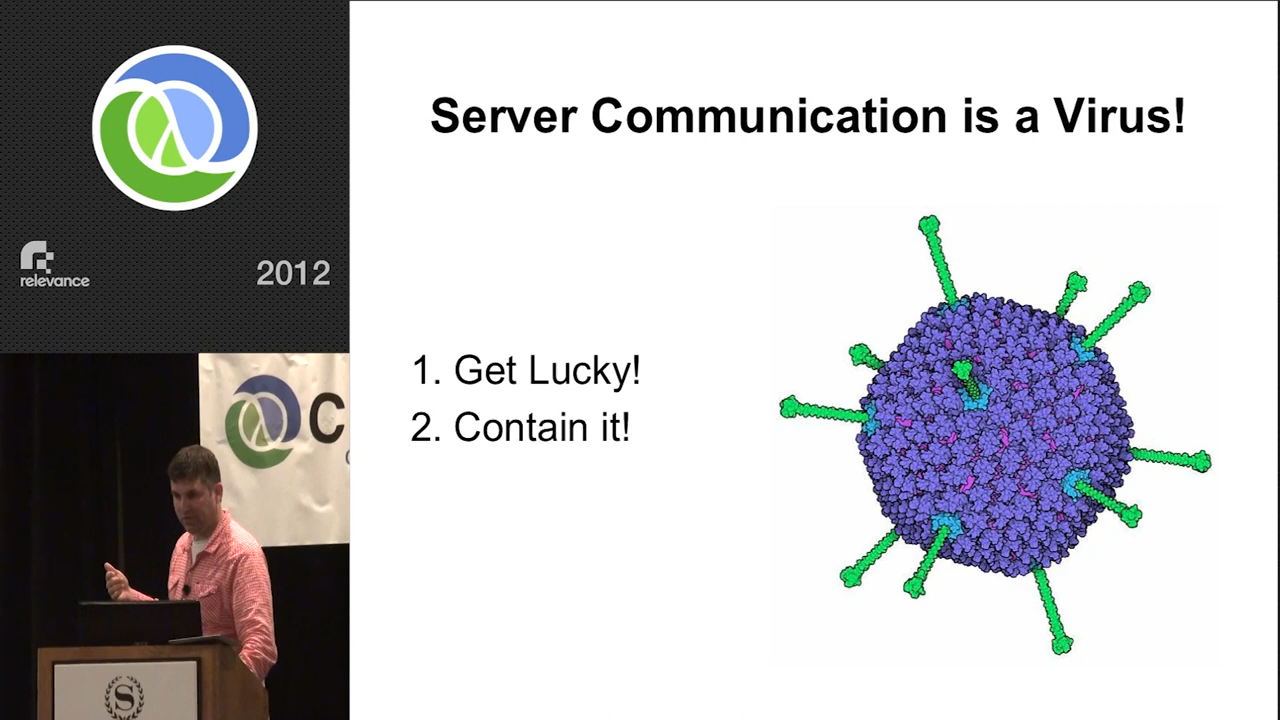 relevance
2012
C
S
Server Communication is a Virus!
1. Get Lucky!
2. Contain it!